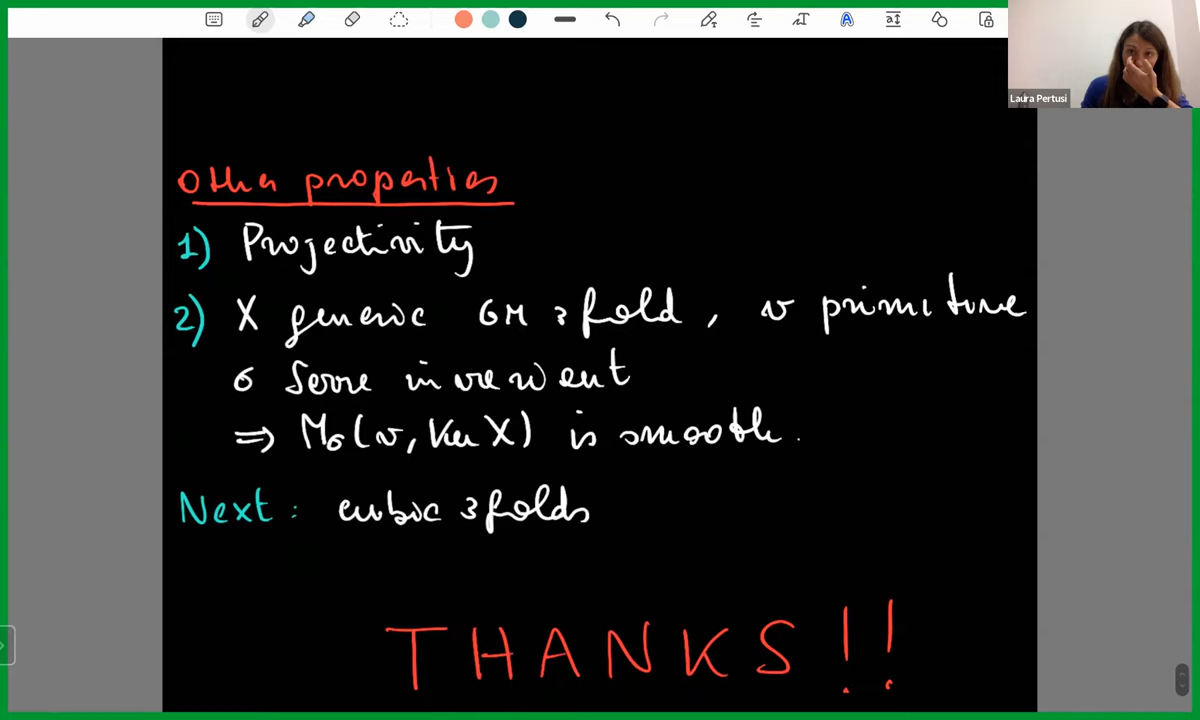 Laura Pertusi
Other properties
1) Projectivity
2) X generic GM 3fold, v primitive
σ Serre invariant
⇒ Mσ(v, Ku X) is smooth.
Next: cubic 3folds
THANKS!!